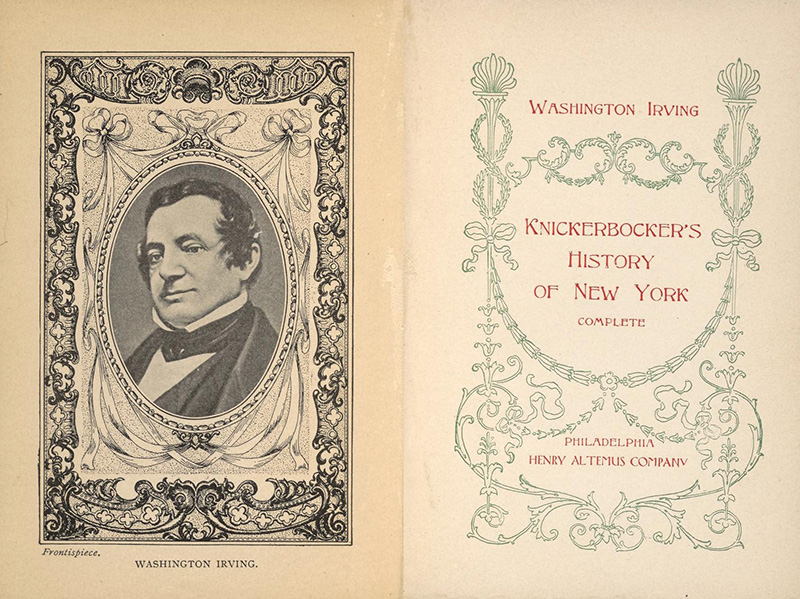 Frontispiece.
WASHINGTON IRVING.
WASHINGTON IRVING
KNICKERBOCKER'S
HISTORY
OF NEW YORK
COMPLETE
PHILADELPHIA
HENRY ALTEMUS COMPANY